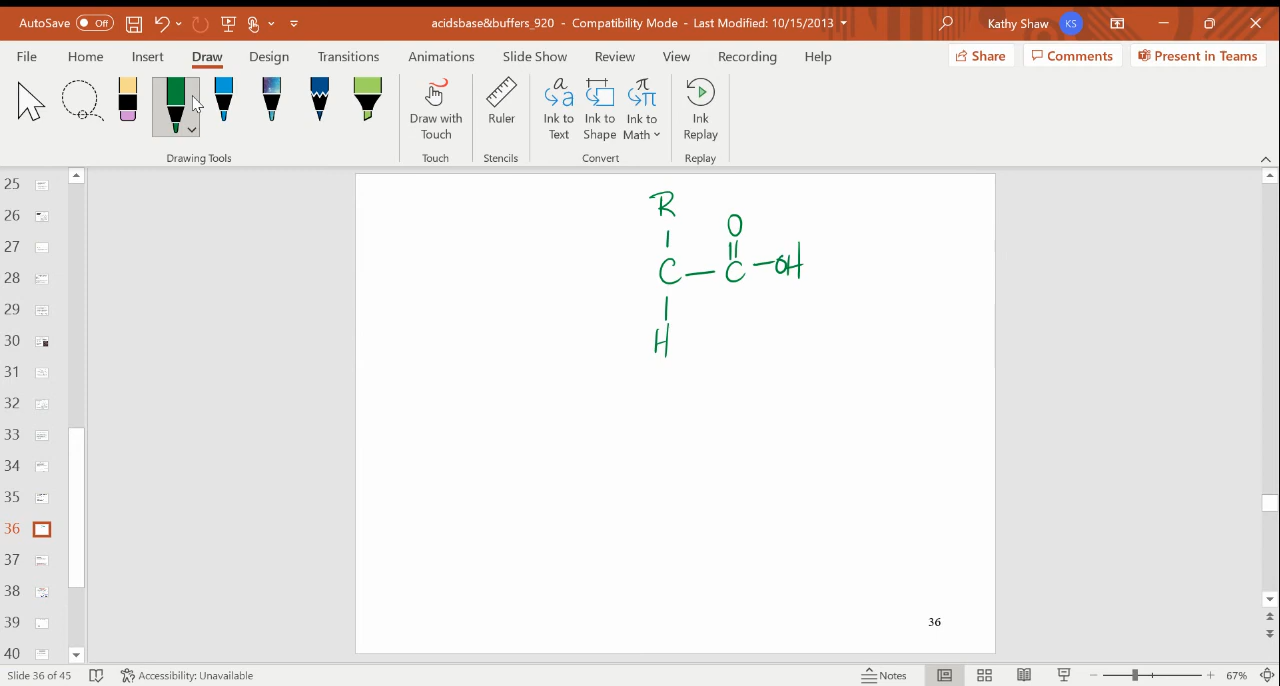 AutoSave Off acidsbase&buffers_920 - Compatibility Mode - Last Modified: 10/15/2013 Kathy Shaw KS
File Home Insert Draw Design Transitions Animations Slide Show Review View Recording Help Share Comments Present in Teams
Draw with Touch
Ruler
Ink to Text
Ink to Shape
Ink to Math
Ink Replay
Drawing Tools Touch Stencils Convert Replay
25
26
27
28
29
30
31
32
33
34
35
36
37
38
39
40
R
O
C C OH
H
36
Slide 36 of 45 Accessibility: Unavailable Notes 67%